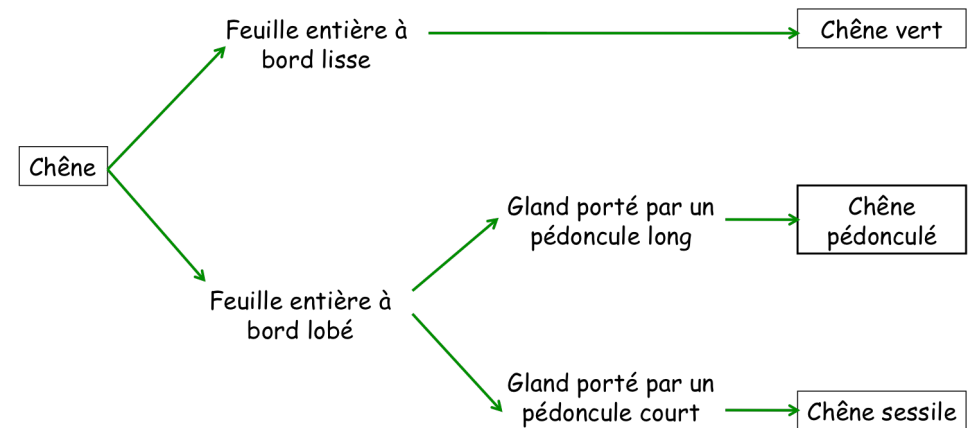 Feuille entière à
bord lisse
Chêne vert
Chêne
Gland porté par un
pédoncule long
Chêne
pédonculé
Feuille entière à
bord lobé
Gland porté par un
pédoncule court
Chêne sessile